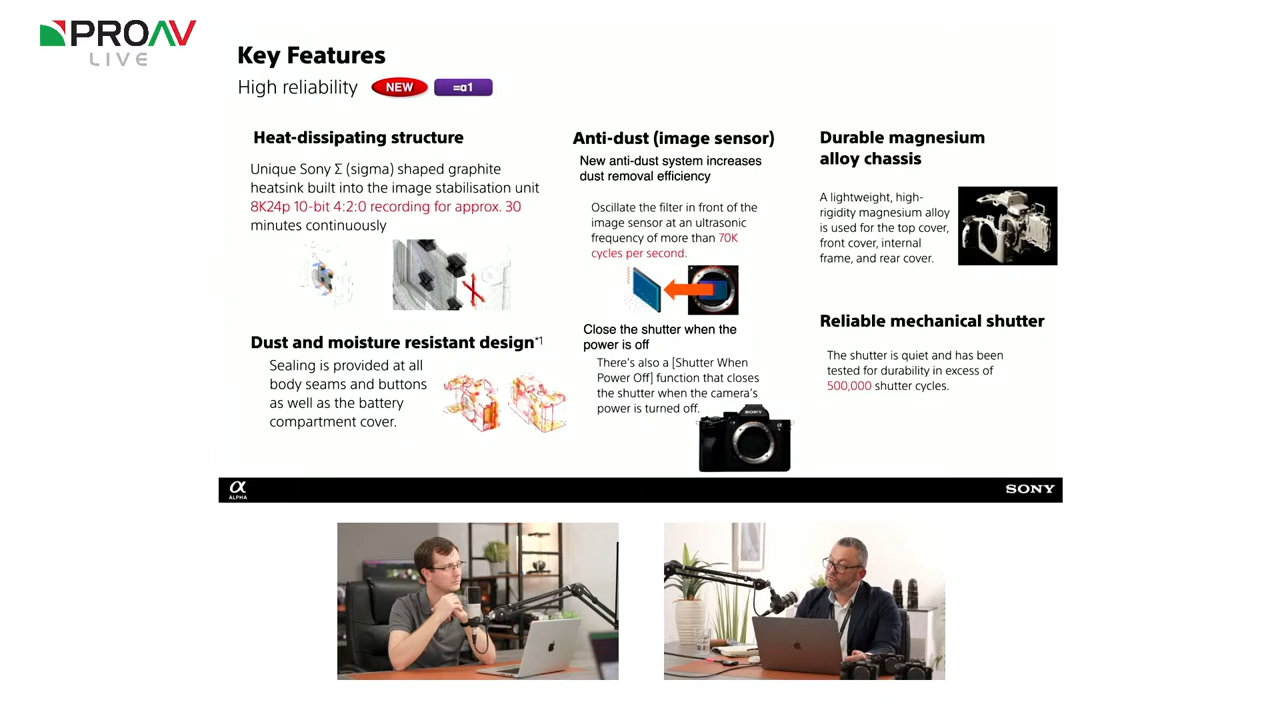 PROAV
LIVE
Key Features
High reliability NEW =α1
Heat-dissipating structure
Unique Sony Σ (sigma) shaped graphite
heatsink built into the image stabilisation unit
8K24p 10-bit 4:2:0 recording for approx. 30
minutes continuously
Dust and moisture resistant design*1
Sealing is provided at all
body seams and buttons
as well as the battery
compartment cover.
Anti-dust (image sensor)
New anti-dust system increases
dust removal efficiency
Oscillate the filter in front of the
image sensor at an ultrasonic
frequency of more than 70K
cycles per second.
Close the shutter when the
power is off
There's also a [Shutter When
Power Off] function that closes
the shutter when the camera's
power is turned off.
SONY
α
Durable magnesium
alloy chassis
A lightweight, high-
rigidity magnesium alloy
is used for the top cover,
front cover, internal
frame, and rear cover.
Reliable mechanical shutter
The shutter is quiet and has been
tested for durability in excess of
500,000 shutter cycles.
α
ALPHA
SONY